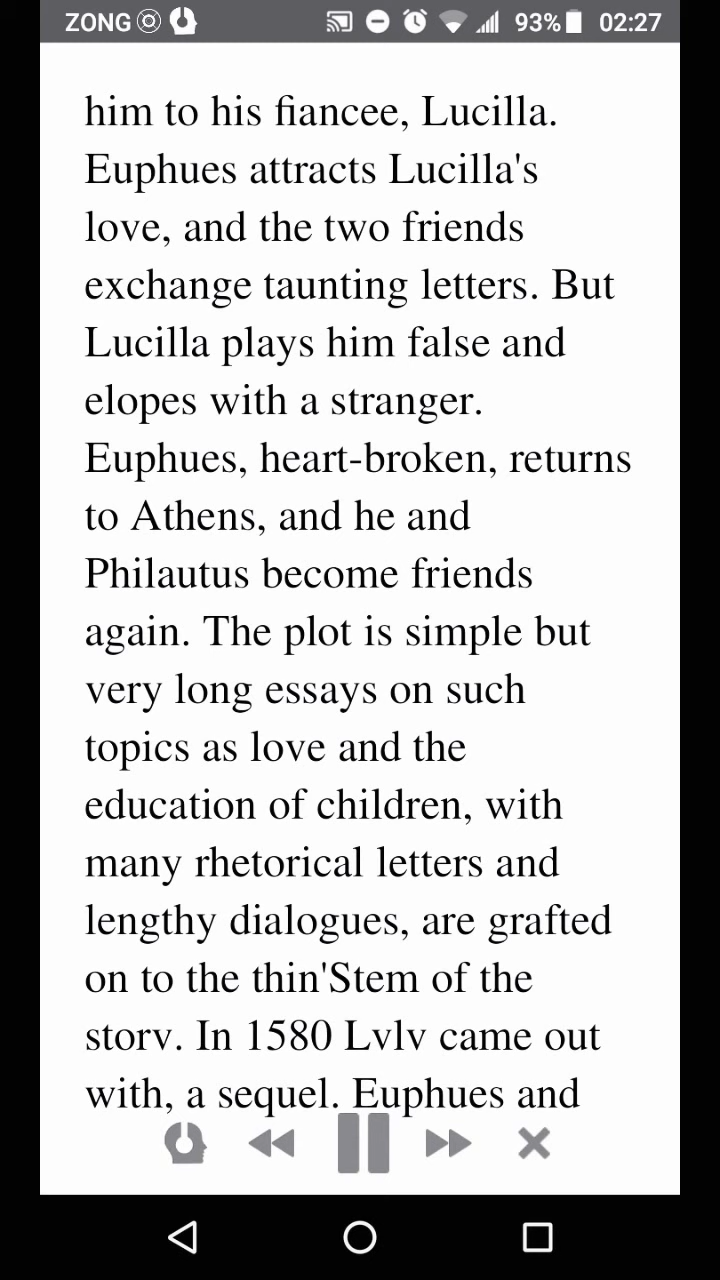 ZONG 93% 02:27
him to his fiancee, Lucilla.
Euphues attracts Lucilla's
love, and the two friends
exchange taunting letters. But
Lucilla plays him false and
elopes with a stranger.
Euphues, heart-broken, returns
to Athens, and he and
Philautus become friends
again. The plot is simple but
very long essays on such
topics as love and the
education of children, with
many rhetorical letters and
lengthy dialogues, are grafted
on to the thin'Stem of the
storv. In 1580 Lvlv came out
with, a sequel. Euphues and